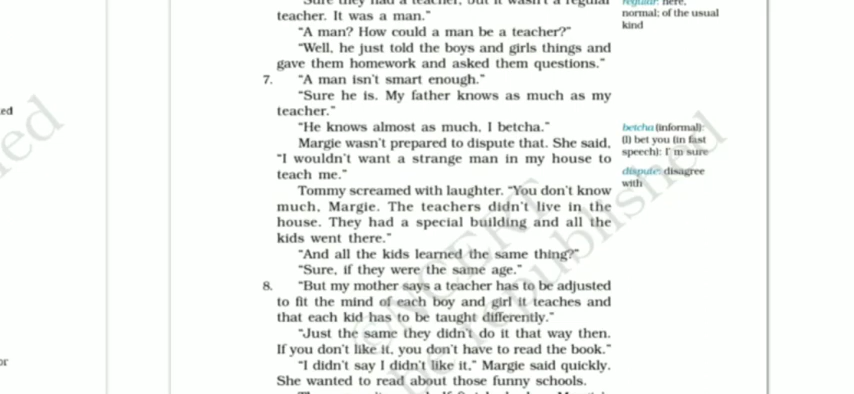 "Sure they had a teacher, but it wasn't a regular
teacher. It was a man."
"A man? How could a man be a teacher?"
"Well, he just told the boys and girls things and
gave them homework and asked them questions."
7. "A man isn't smart enough."
"Sure he is. My father knows as much as my
teacher."
"He knows almost as much, I betcha."
Margie wasn't prepared to dispute that. She said,
"I wouldn't want a strange man in my house to
teach me."
Tommy screamed with laughter. "You don't know
much, Margie. The teachers didn't live in the
house. They had a special building and all the
kids went there."
"And all the kids learned the same thing?"
"Sure, if they were the same age."
8. "But my mother says a teacher has to be adjusted
to fit the mind of each boy and girl it teaches and
that each kid has to be taught differently."
"Just the same they didn't do it that way then.
If you don't like it, you don't have to read the book."
"I didn't say I didn't like it," Margie said quickly.
She wanted to read about those funny schools.
regular: here,
normal; of the usual
kind
betcha (informal):
(I) bet you (in fast
speech): I'm sure
dispute: disagree
with
ed
or
ed
© NCERT
be republished